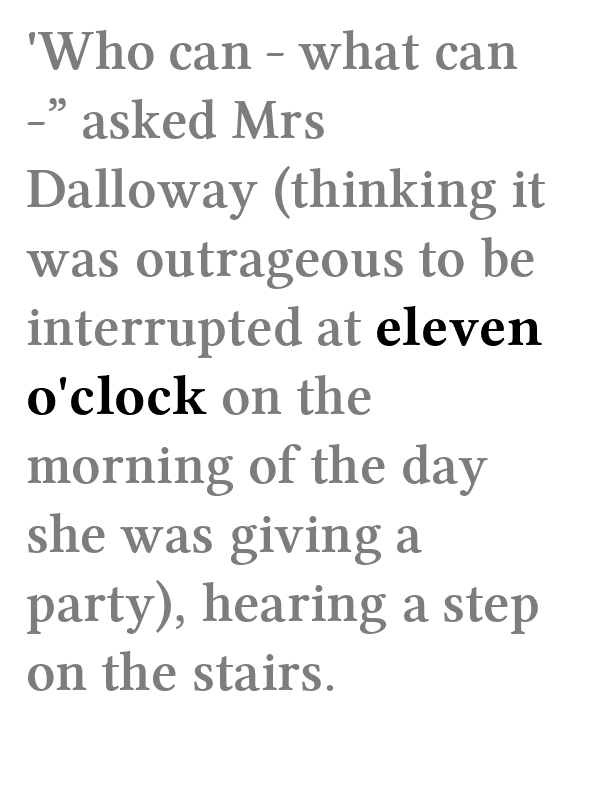 'Who can - what can
-” asked Mrs
Dalloway (thinking it
was outrageous to be
interrupted at eleven
o'clock on the
morning of the day
she was giving a
party), hearing a step
on the stairs.